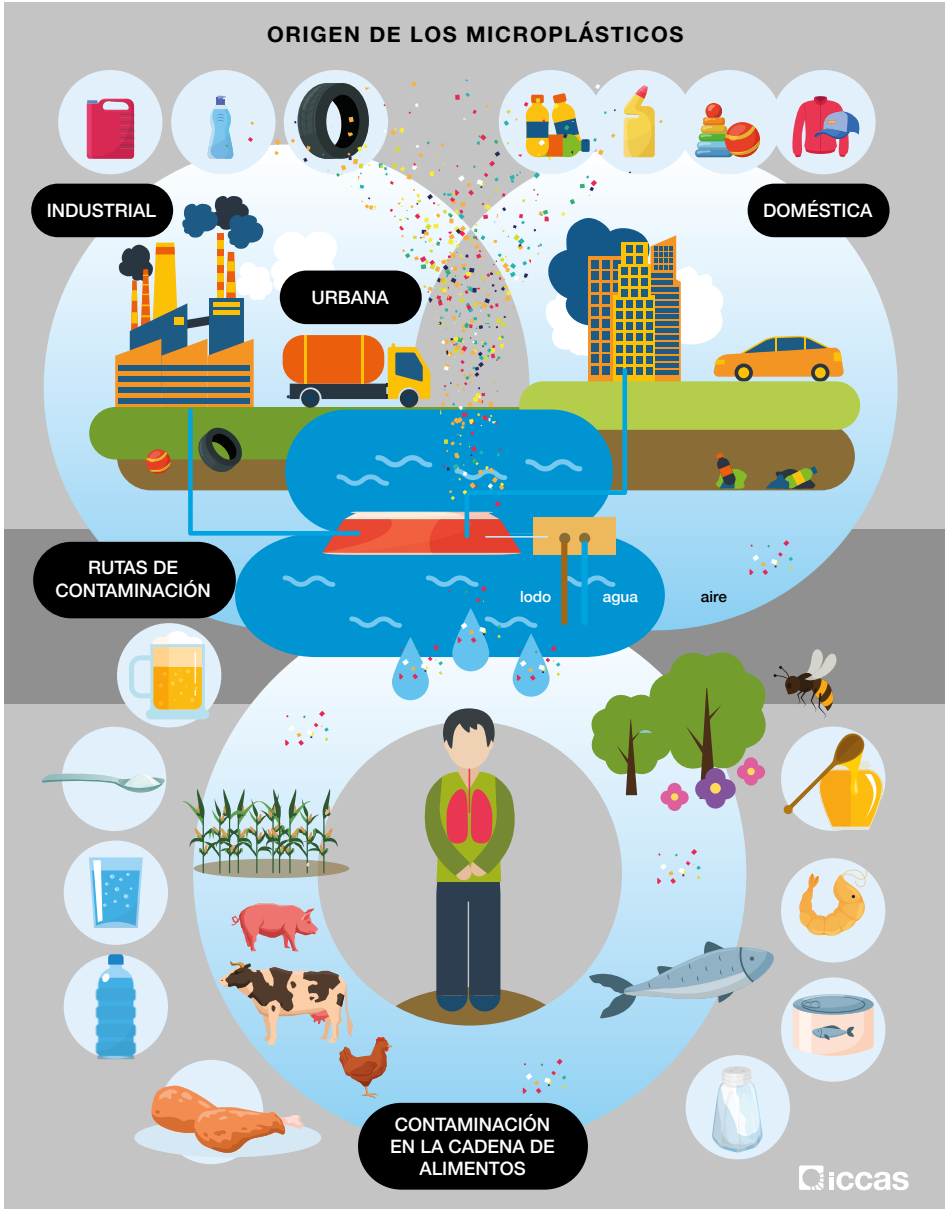 ORIGEN DE LOS MICROPLÁSTICOS
INDUSTRIAL
DOMÉSTICA
URBANA
RUTAS DE
CONTAMINACIÓN
lodo
agua
aire
CONTAMINACIÓN
EN LA CADENA DE
ALIMENTOS
iccas